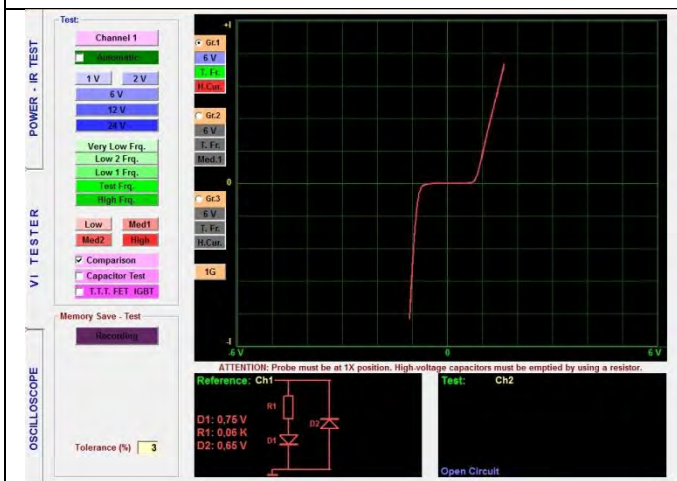 Test:
Channel 1
Automatic
1 V 2 V
6 V
12 V
24 V
Very Low Frq.
Low 2 Frq.
Low 1 Frq.
Test Frq.
High Frq.
Low Med1
Med2 High
Comparison
Capacitor Test
T.T.T. FET IGBT
Memory Save - Test
Recording
Tolerance (%) 3
POWER - IR TEST
VI TESTER
OSCILLOSCOPE
Gr.1
6 V
T. Fr.
H.Cur.
Gr.2
6 V
T. Fr.
Med.1
Gr.3
6 V
T. Fr.
H.Cur.
1G
+I
0
-I
-6 V 0 6 V
ATTENTION: Probe must be at 1X position. High-voltage capacitors must be emptied by using a resistor.
Reference: Ch1
R1
D1
D2
D1: 0,75 V
R1: 0,06 K
D2: 0,65 V
Test: Ch2
Open Circuit